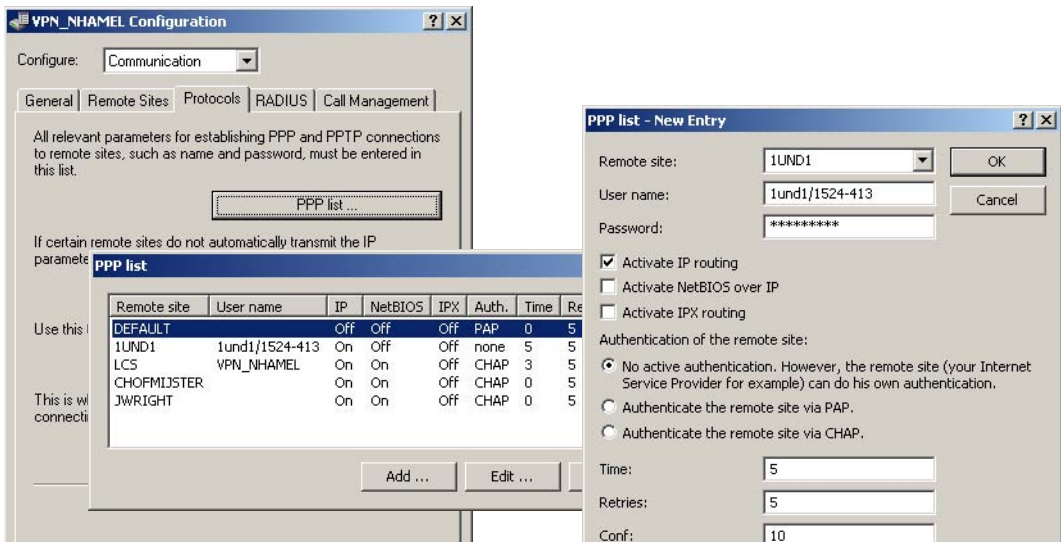 VPN_NHAMEL Configuration
Configure: Communication
General Remote Sites Protocols RADIUS Call Management
All relevant parameters for establishing PPP and PPTP connections
to remote sites, such as name and password, must be entered in
this list.
PPP list ...
If certain remote sites do not automatically transmit the IP
Use this
This is
PPP list
Remote site User name IP NetBIOS IPX Auth. Time Re
DEFAULT Off Off Off PAP 0 5
1UND1 1und1/1524-413 On Off Off none 5 5
LCS VPN_NHAMEL On On Off CHAP 3 5
CHOFMIJSTER On On Off CHAP 0 5
JWRIGHT On On Off CHAP 0 5
Add ... Edit ...
PPP list - New Entry
Remote site: 1UND1
OK
User name: 1und1/1524-413
Cancel
Password: *********
Activate IP routing
Activate NetBIOS over IP
Activate IPX routing
Authentication of the remote site:
No active authentication. However, the remote site (your Internet
Service Provider for example) can do his own authentication.
Authenticate the remote site via PAP.
Authenticate the remote site via CHAP.
Time: 5
Retries: 5
Conf: 10